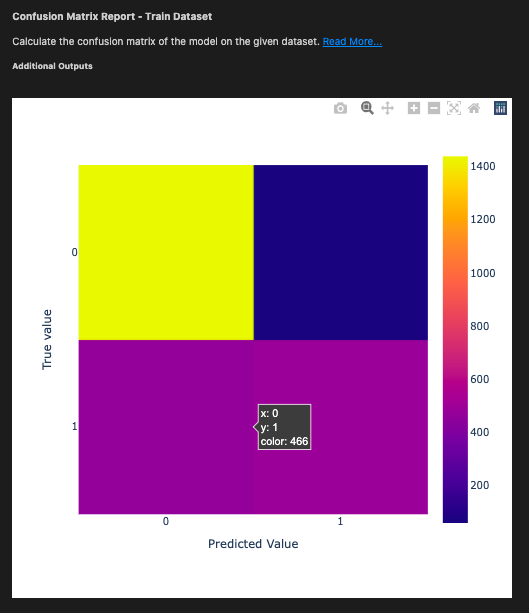 Confusion Matrix Report - Train Dataset
Calculate the confusion matrix of the model on the given dataset. Read More...
Additional Outputs
1400
1200
1000
800
600
400
200
0
1
True value
x: 0
y: 1
color: 466
0
1
Predicted Value